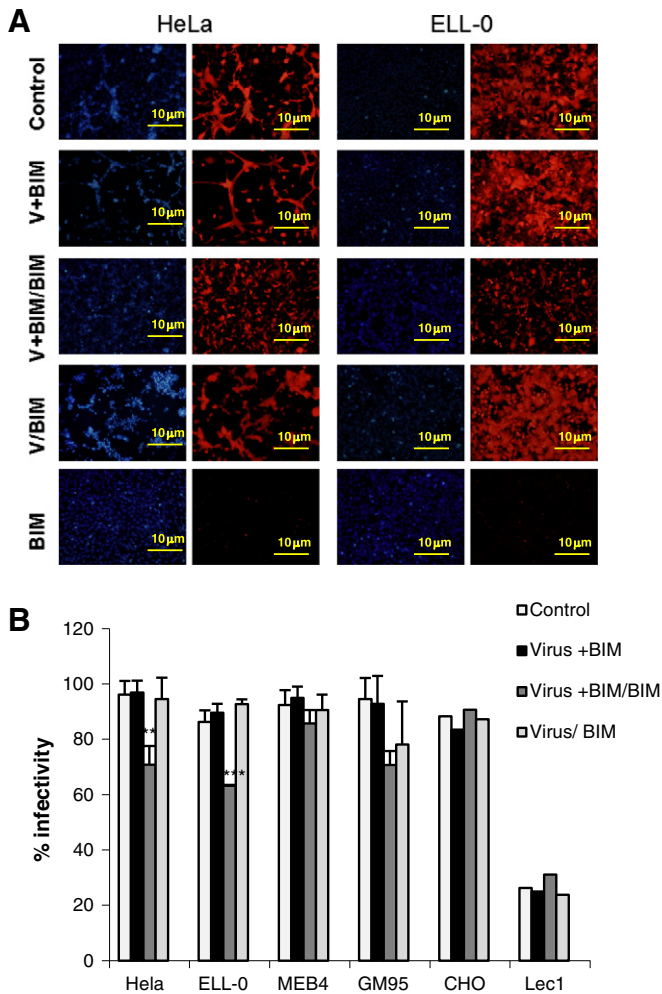 A
HeLa
ELL-0
Control
10μm
10μm
10μm
10μm
V+BIM
10μm
10μm
10μm
10μm
V+BIM/BIM
10μm
10μm
10μm
10μm
V/BIM
10μm
10μm
10μm
10μm
BIM
10μm
10μm
10μm
10μm
B
Control
Virus +BIM
Virus +BIM/BIM
Virus/ BIM
% infectivity
120
100
80
60
40
20
0
**
***
Hela
ELL-0
MEB4
GM95
CHO
Lec1